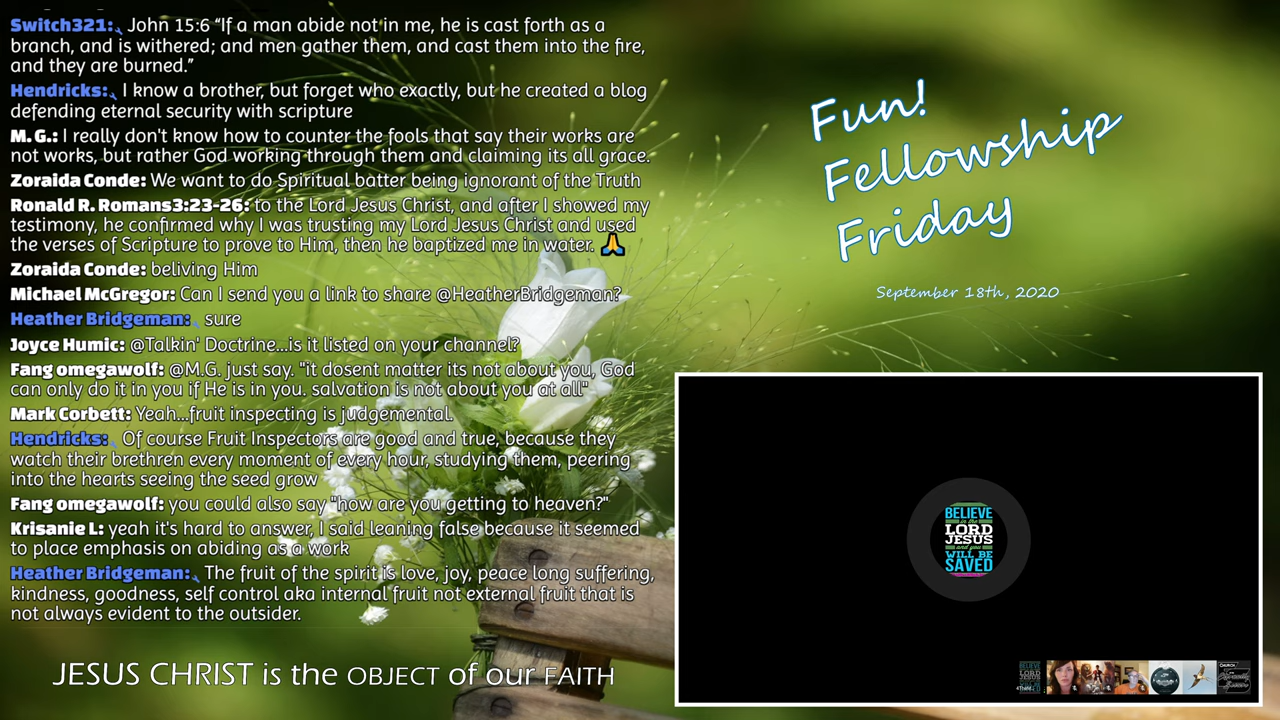 Switch321: John 15:6 “If a man abide not in me, he is cast forth as a
branch, and is withered; and men gather them, and cast them into the fire,
and they are burned.”
Hendricks: I know a brother, but forget who exactly, but he created a blog
defending eternal security with scripture
M. G.: I really don't know how to counter the fools that say their works are
not works, but rather God working through them and claiming its all grace.
Zoraida Conde: We want to do Spiritual batter being ignorant of the Truth
Ronald R. Romans3:23-26: to the Lord Jesus Christ, and after I showed my
testimony, he confirmed why I was trusting my Lord Jesus Christ and used
the verses of Scripture to prove to Him, then he baptized me in water. 🙏
Zoraida Conde: beliving Him
Michael McGregor: Can I send you a link to share @HeatherBridgeman?
Heather Bridgeman: sure
Joyce Humic: @Talkin' Doctrine...is it listed on your channel?
Fang omegawolf: @M.G. just say. "it dosent matter its not about you, God
can only do it in you if He is in you. salvation is not about you at all"
Mark Corbett: Yeah...fruit inspecting is judgemental.
Hendricks: Of course Fruit Inspectors are good and true, because they
watch their brethren every moment of every hour, studying them, peering
into the hearts seeing the seed grow
Fang omegawolf: you could also say "how are you getting to heaven?".
Krisanie L: yeah it's hard to answer, I said leaning false because it seemed
to place emphasis on abiding as a work
Heather Bridgeman: The fruit of the spirit is love, joy, peace long suffering,
kindness, goodness, self control aka internal fruit not external fruit that is
not always evident to the outsider.
JESUS CHRIST is the OBJECT of our FAITH
Fun!
Fellowship
Friday
September 18th, 2020
BELIEVE
in the
LORD
JESUS
and you
WILL BE
SAVED
BELIEVE
LORD
JESUS
CHURCH